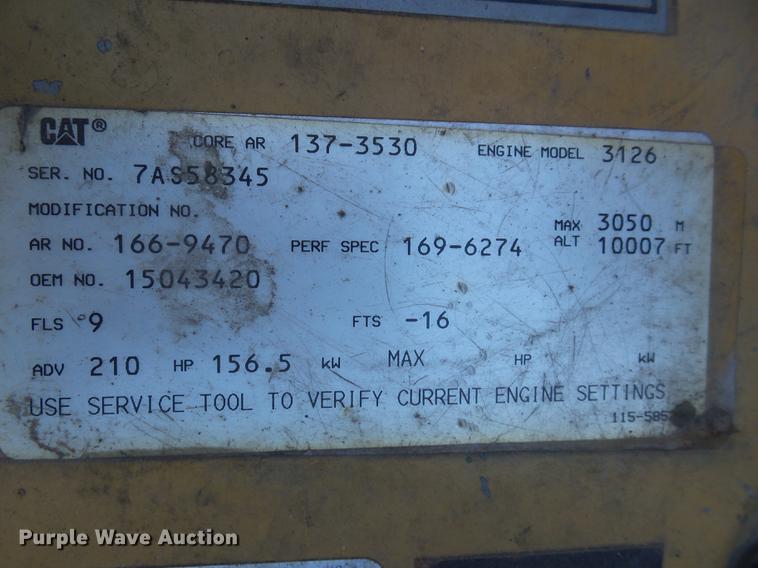 CAT® CORE AR 137-3530 ENGINE MODEL 3126
SER. NO. 7AS58345
MODIFICATION NO.
AR NO. 166-9470 PERF SPEC 169-6274 MAX ALT 3050 M 10007 FT
OEM NO. 15043420
FLS 9 FTS -16
ADV 210 HP 156.5 kW MAX HP kW
USE SERVICE TOOL TO VERIFY CURRENT ENGINE SETTINGS
Purple Wave Auction